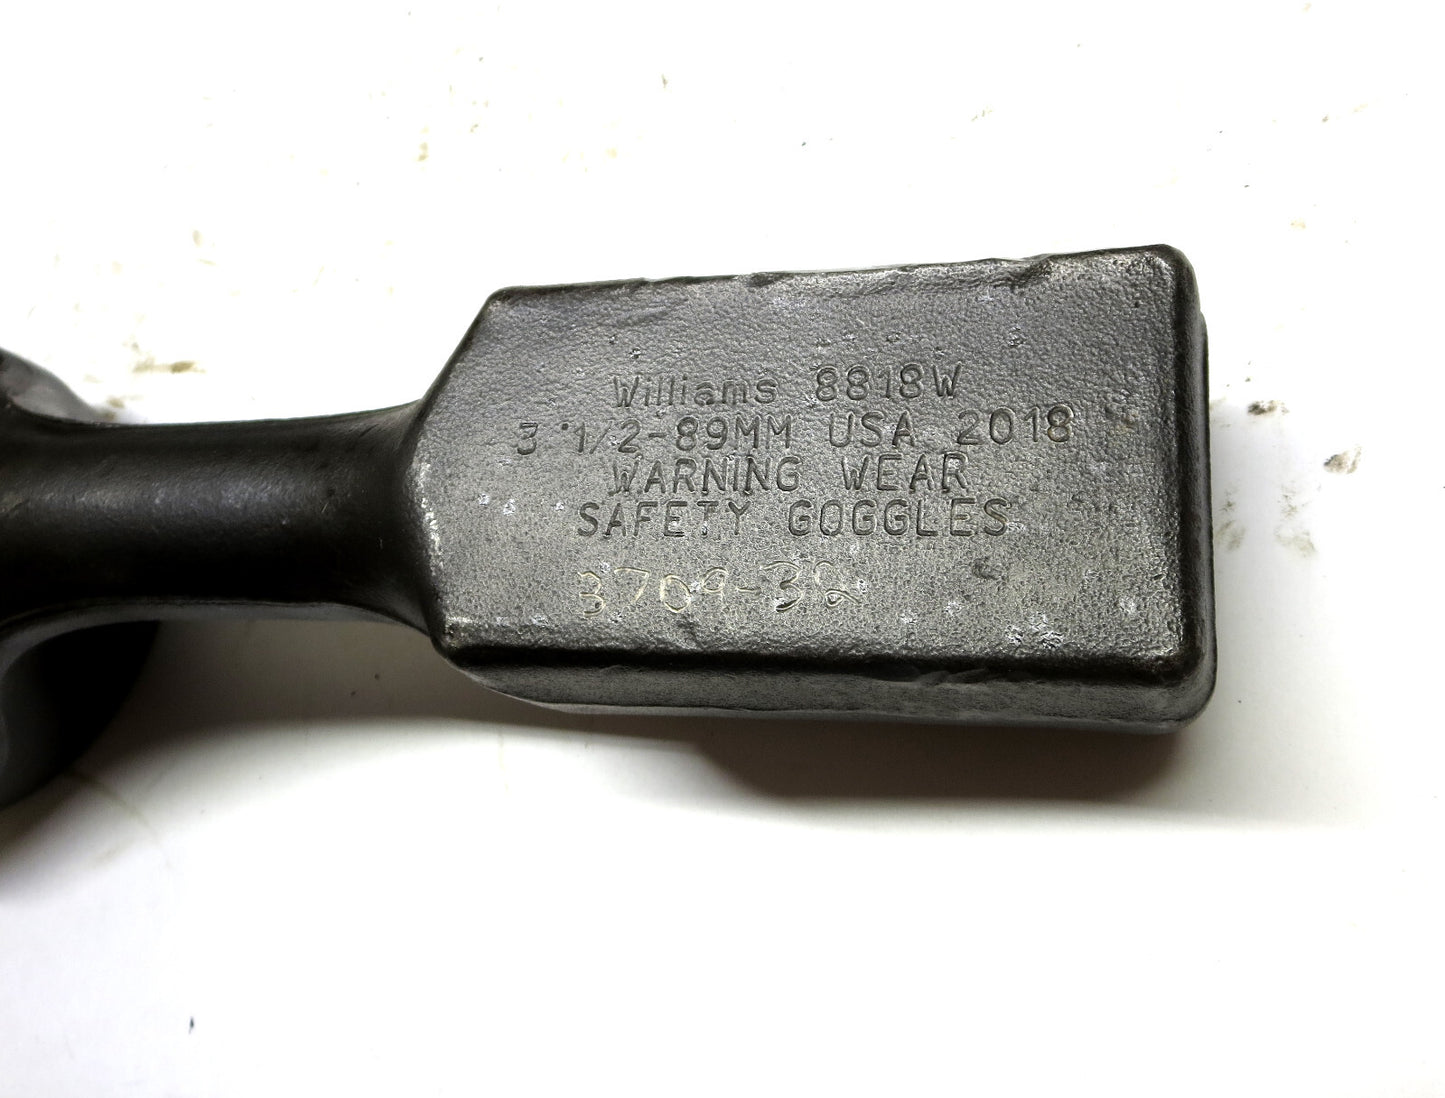 Williams 8818W
3 1/2-89MM USA 2018
WARNING WEAR
SAFETY GOGGLES
3709-32